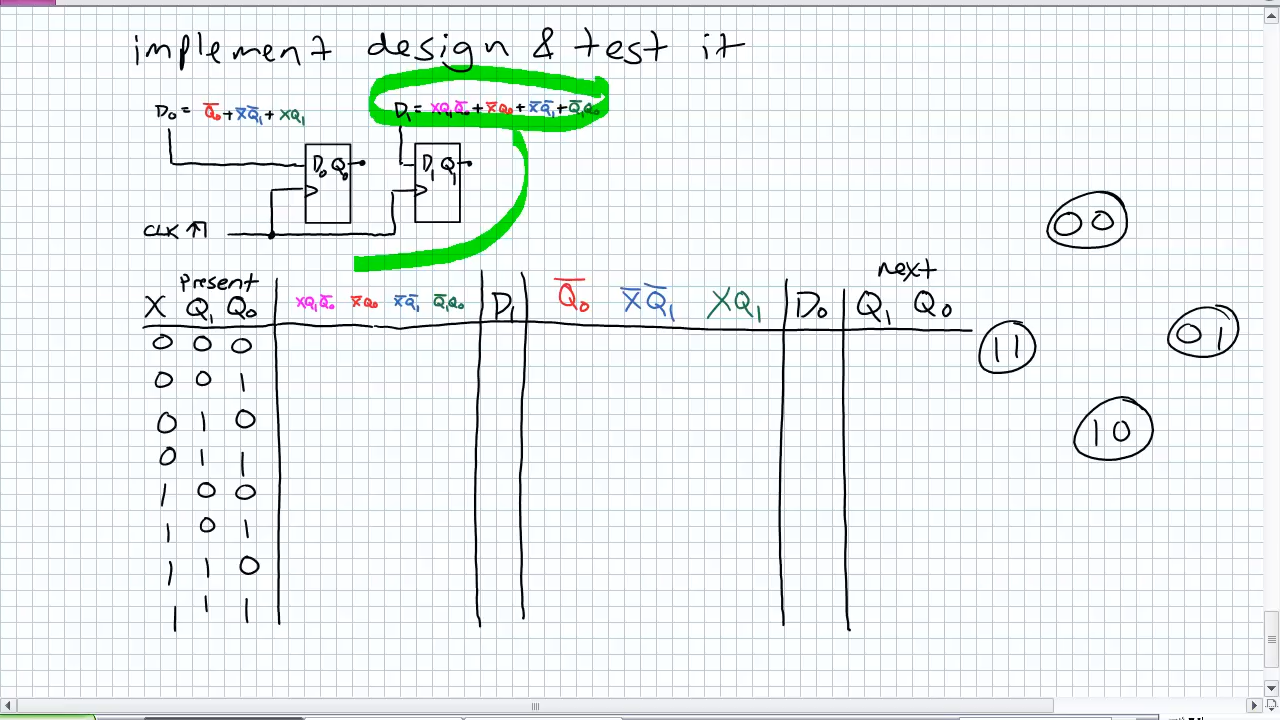 implement design & test it
D₀ = Q̅₀ + X̅Q̅₁ + XQ₁ D₁ = XQ₁Q̅₀ + X̅Q₀ + X̅Q̅₁ + Q̅₁Q₀
D₀ Q₀ D₁ Q₁
CLK ↑
00
Present next
X Q₁ Q₀ XQ₁Q̅₀ X̅Q₀ X̅Q̅₁ Q̅₁Q₀ D₁ Q̅₀ X̅Q̅₁ XQ₁ D₀ Q₁ Q₀
01
11
0 0 0
0 0 1
0 1 0
10
0 1 1
1 0 0
1 0 1
1 1 0
1 1 1